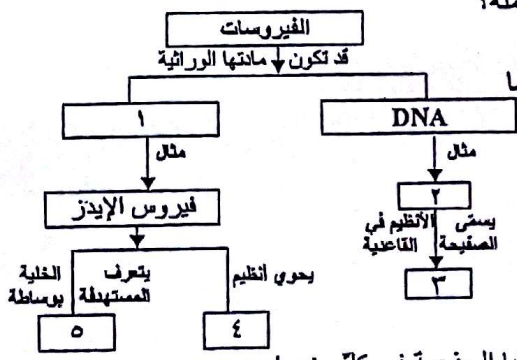 الفيروسات
قد تكون مادتها الوراثية
١
DNA
مثال
مثال
فيروس الإيدز
٢
يسمى الأنظيم في
الصفيحة القاعدية
٣
يحوي أنظيم
يتعرف الخلية
المستهدفة بوساطة
٤
٥